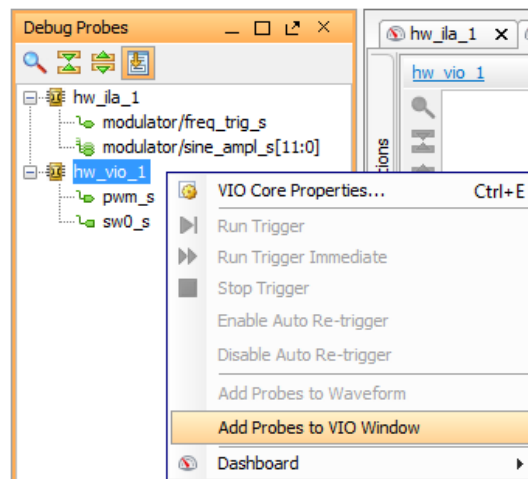 Debug Probes
hw_ila_1
modulator/freq_trig_s
modulator/sine_ampl_s[11:0]
hw_vio_1
pwm_s
sw0_s
hw_ila_1
hw_vio_1
VIO Core Properties... Ctrl+E
Run Trigger
Run Trigger Immediate
Stop Trigger
Enable Auto Re-trigger
Disable Auto Re-trigger
Add Probes to Waveform
Add Probes to VIO Window
Dashboard